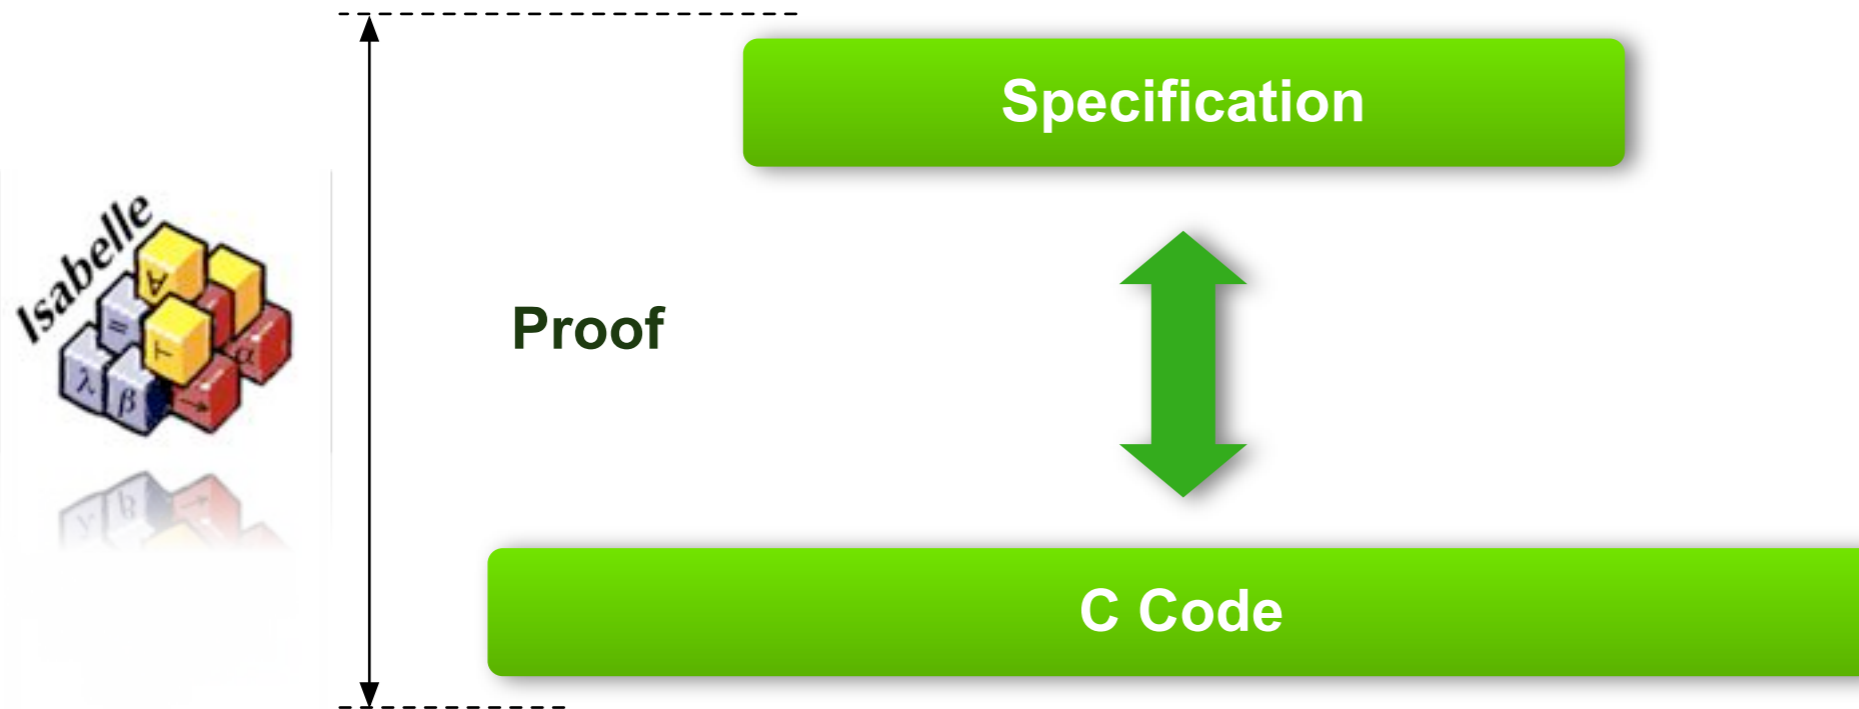 Specification
Isabelle
∀
=
⊢
α
λ
β
→
Proof
C Code